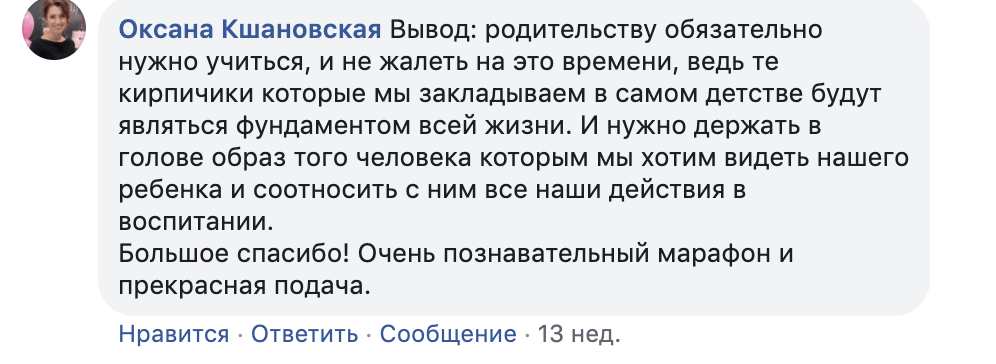 Оксана Кшановская Вывод: родительству обязательно
нужно учиться, и не жалеть на это времени, ведь те
кирпичики которые мы закладываем в самом детстве будут
являться фундаментом всей жизни. И нужно держать в
голове образ того человека которым мы хотим видеть нашего
ребенка и соотносить с ним все наши действия в
воспитании.
Большое спасибо! Очень познавательный марафон и
прекрасная подача.
Нравится · Ответить · Сообщение · 13 нед.